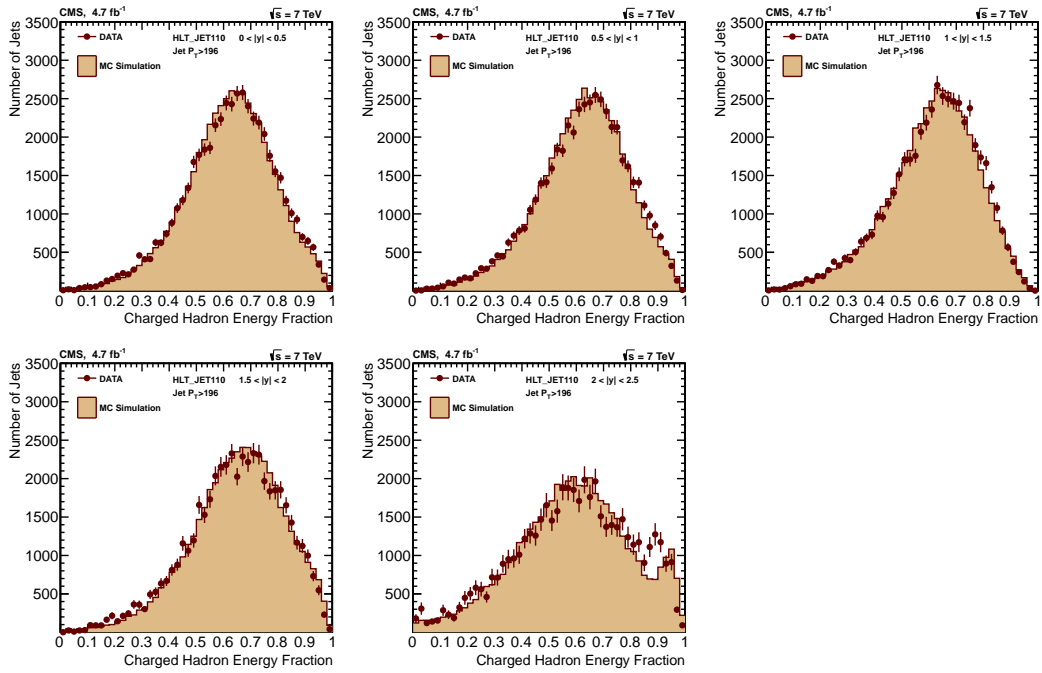 CMS, 4.7 fb⁻¹ √s = 7 TeV
DATA HLT_JET110 0 < |y| < 0.5
Jet P_T>196
MC Simulation
Number of Jets
3500
3000
2500
2000
1500
1000
500
0 0.1 0.2 0.3 0.4 0.5 0.6 0.7 0.8 0.9 1
Charged Hadron Energy Fraction
CMS, 4.7 fb⁻¹ √s = 7 TeV
DATA HLT_JET110 0.5 < |y| < 1
Jet P_T>196
MC Simulation
Number of Jets
3500
3000
2500
2000
1500
1000
500
0 0.1 0.2 0.3 0.4 0.5 0.6 0.7 0.8 0.9 1
Charged Hadron Energy Fraction
CMS, 4.7 fb⁻¹ √s = 7 TeV
DATA HLT_JET110 1 < |y| < 1.5
Jet P_T>196
MC Simulation
Number of Jets
3500
3000
2500
2000
1500
1000
500
0 0.1 0.2 0.3 0.4 0.5 0.6 0.7 0.8 0.9 1
Charged Hadron Energy Fraction
CMS, 4.7 fb⁻¹ √s = 7 TeV
DATA HLT_JET110 1.5 < |y| < 2
Jet P_T>196
MC Simulation
Number of Jets
3500
3000
2500
2000
1500
1000
500
0 0.1 0.2 0.3 0.4 0.5 0.6 0.7 0.8 0.9 1
Charged Hadron Energy Fraction
CMS, 4.7 fb⁻¹ √s = 7 TeV
DATA HLT_JET110 2 < |y| < 2.5
Jet P_T>196
MC Simulation
Number of Jets
3500
3000
2500
2000
1500
1000
500
0 0.1 0.2 0.3 0.4 0.5 0.6 0.7 0.8 0.9 1
Charged Hadron Energy Fraction